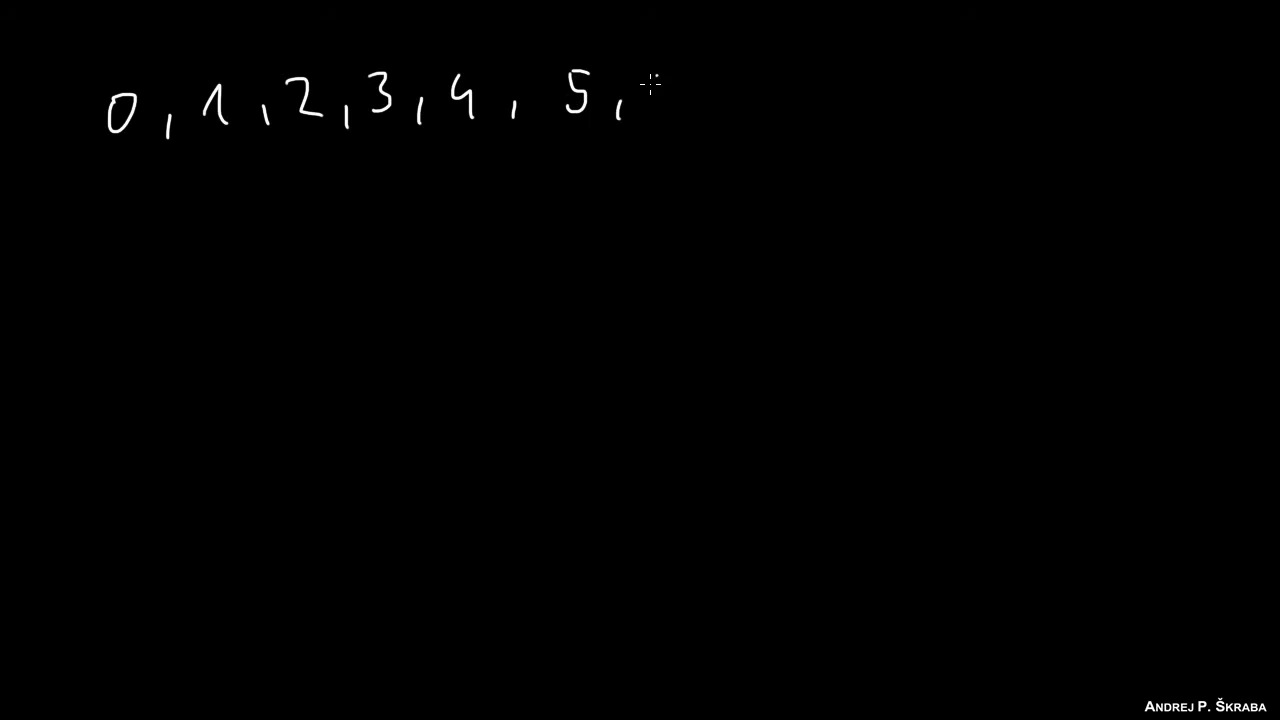 0, 1, 2, 3, 4, 5,
ANDREJ P. ŠKRABA